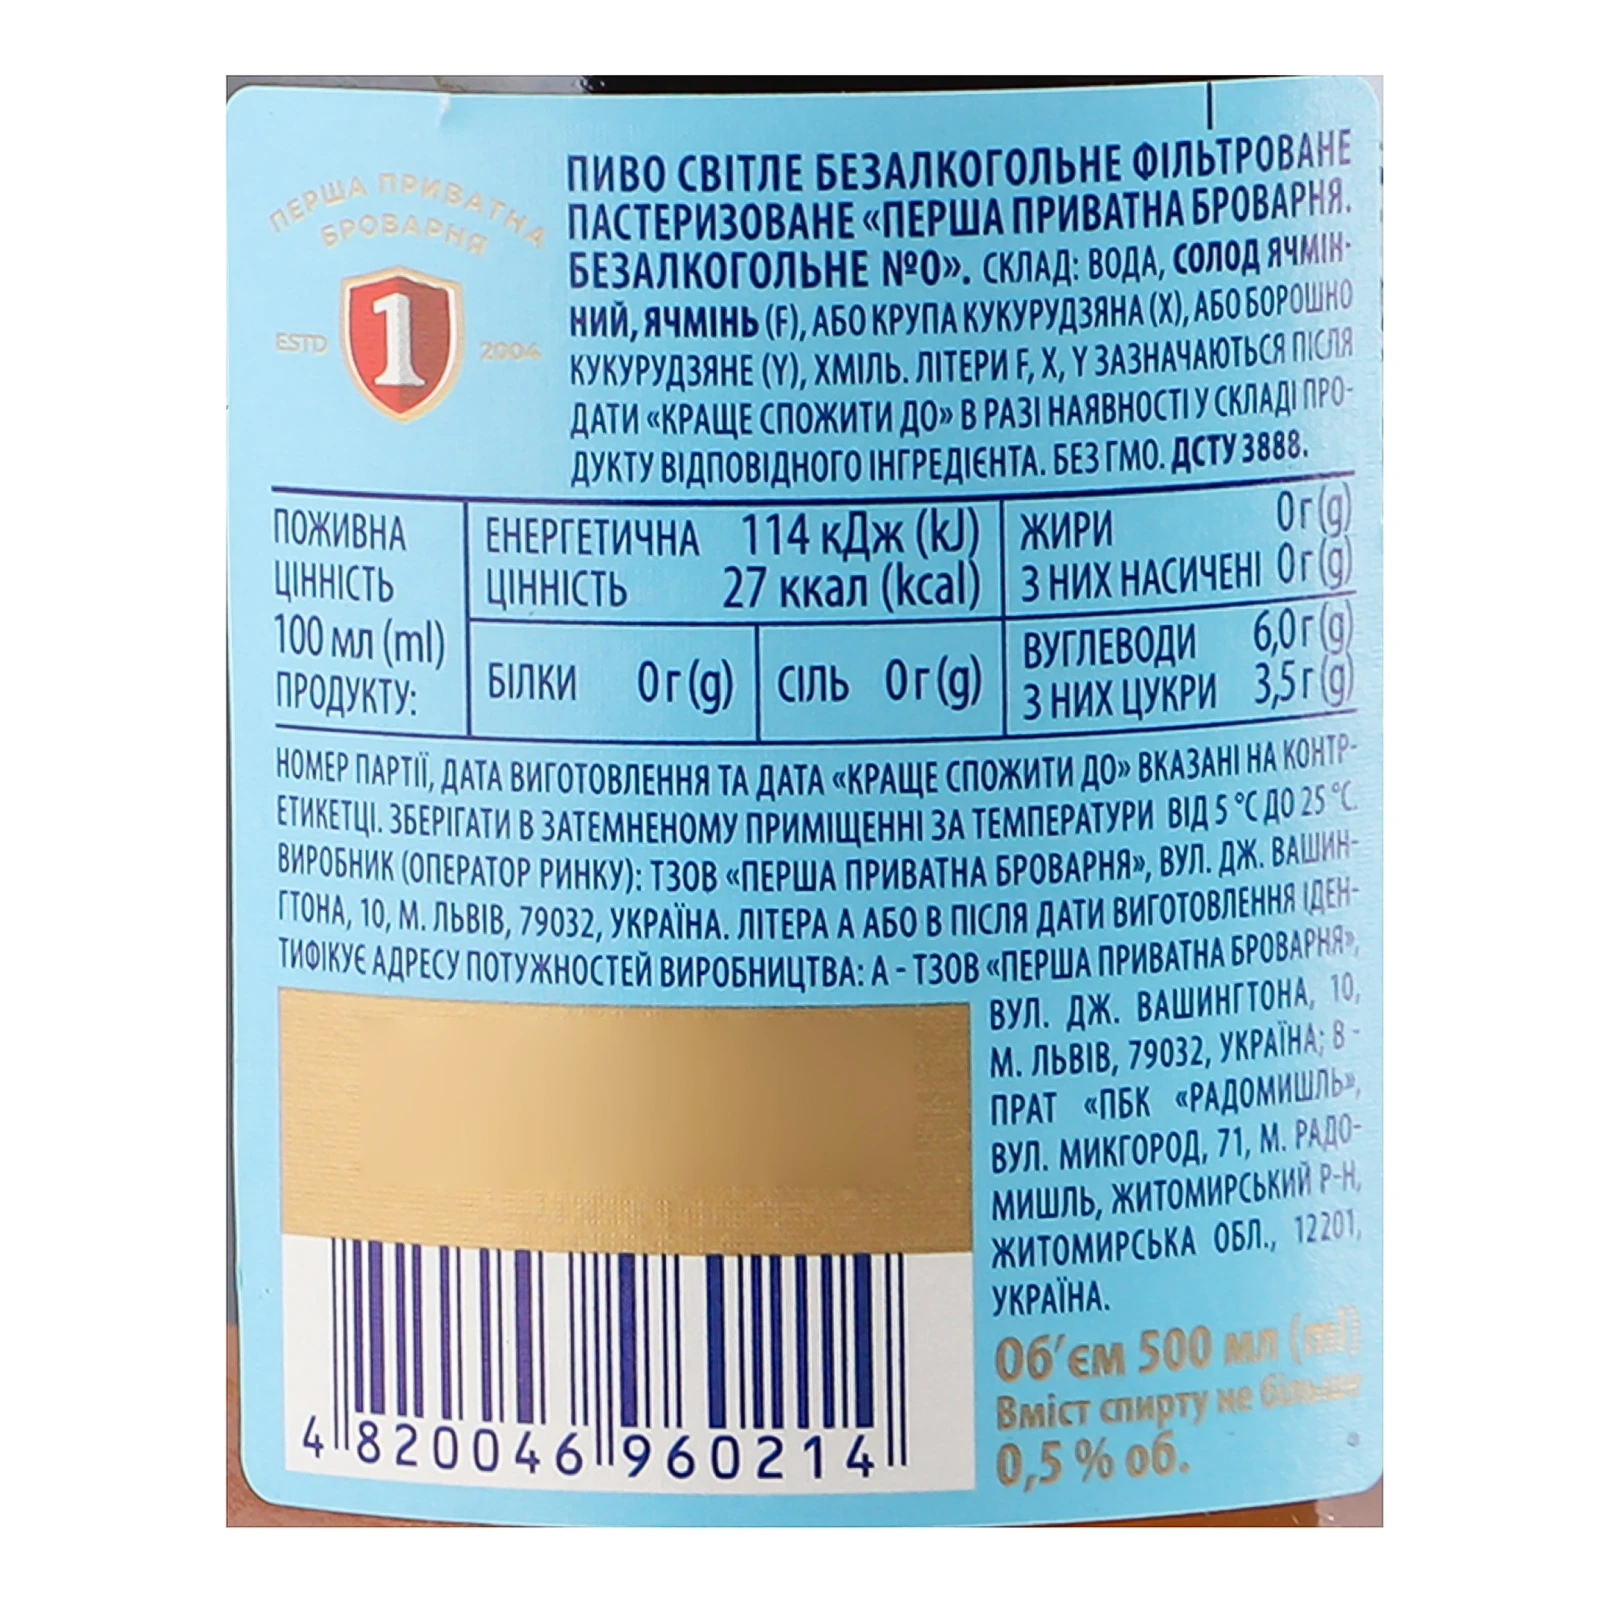 ПЕРША ПРИВАТНА
БРОВАРНЯ
1
ESTD 2004
ПИВО СВІТЛЕ БЕЗАЛКОГОЛЬНЕ ФІЛЬТРОВАНЕ
ПАСТЕРИЗОВАНЕ «ПЕРША ПРИВАТНА БРОВАРНЯ.
БЕЗАЛКОГОЛЬНЕ №0». СКЛАД: ВОДА, СОЛОД ЯЧМІН-
НИЙ, ЯЧМІНЬ (F), АБО КРУПА КУКУРУДЗЯНА (X), АБО БОРОШНО
КУКУРУДЗЯНЕ (Y), ХМІЛЬ. ЛІТЕРИ F, X, Y ЗАЗНАЧАЮТЬСЯ ПІСЛЯ
ДАТИ «КРАЩЕ СПОЖИТИ ДО» В РАЗІ НАЯВНОСТІ У СКЛАДІ ПРО-
ДУКТУ ВІДПОВІДНОГО ІНГРЕДІЄНТА. БЕЗ ГМО. ДСТУ 3888.
ПОЖИВНА
ЦІННІСТЬ
100 мл (ml)
ПРОДУКТУ:
ЕНЕРГЕТИЧНА 114 кДж (kJ)
ЦІННІСТЬ 27 ккал (kcal)
ЖИРИ 0 г (g)
З НИХ НАСИЧЕНІ 0 г (g)
БІЛКИ 0 г (g)
СІЛЬ 0 г (g)
ВУГЛЕВОДИ 6,0 г (g)
З НИХ ЦУКРИ 3,5 г (g)
НОМЕР ПАРТІЇ, ДАТА ВИГОТОВЛЕННЯ ТА ДАТА «КРАЩЕ СПОЖИТИ ДО» ВКАЗАНІ НА КОНТР-
ЕТИКЕТЦІ. ЗБЕРІГАТИ В ЗАТЕМНЕНОМУ ПРИМІЩЕННІ ЗА ТЕМПЕРАТУРИ ВІД 5 °С ДО 25 °С.
ВИРОБНИК (ОПЕРАТОР РИНКУ): ТЗОВ «ПЕРША ПРИВАТНА БРОВАРНЯ», ВУЛ. ДЖ. ВАШИН-
ГТОНА, 10, М. ЛЬВІВ, 79032, УКРАЇНА. ЛІТЕРА А АБО В ПІСЛЯ ДАТИ ВИГОТОВЛЕННЯ ІДЕН-
ТИФІКУЄ АДРЕСУ ПОТУЖНОСТЕЙ ВИРОБНИЦТВА: А - ТЗОВ «ПЕРША ПРИВАТНА БРОВАРНЯ»,
ВУЛ. ДЖ. ВАШИНГТОНА, 10,
М. ЛЬВІВ, 79032, УКРАЇНА; В -
ПРАТ «ПБК «РАДОМИШЛЬ»,
ВУЛ. МИКГОРОД, 71, М. РАДО-
МИШЛЬ, ЖИТОМИРСЬКИЙ Р-Н,
ЖИТОМИРСЬКА ОБЛ., 12201,
УКРАЇНА.
Об'єм 500 мл (ml)
Вміст спирту не більше
0,5 % об.
4 820046 960214